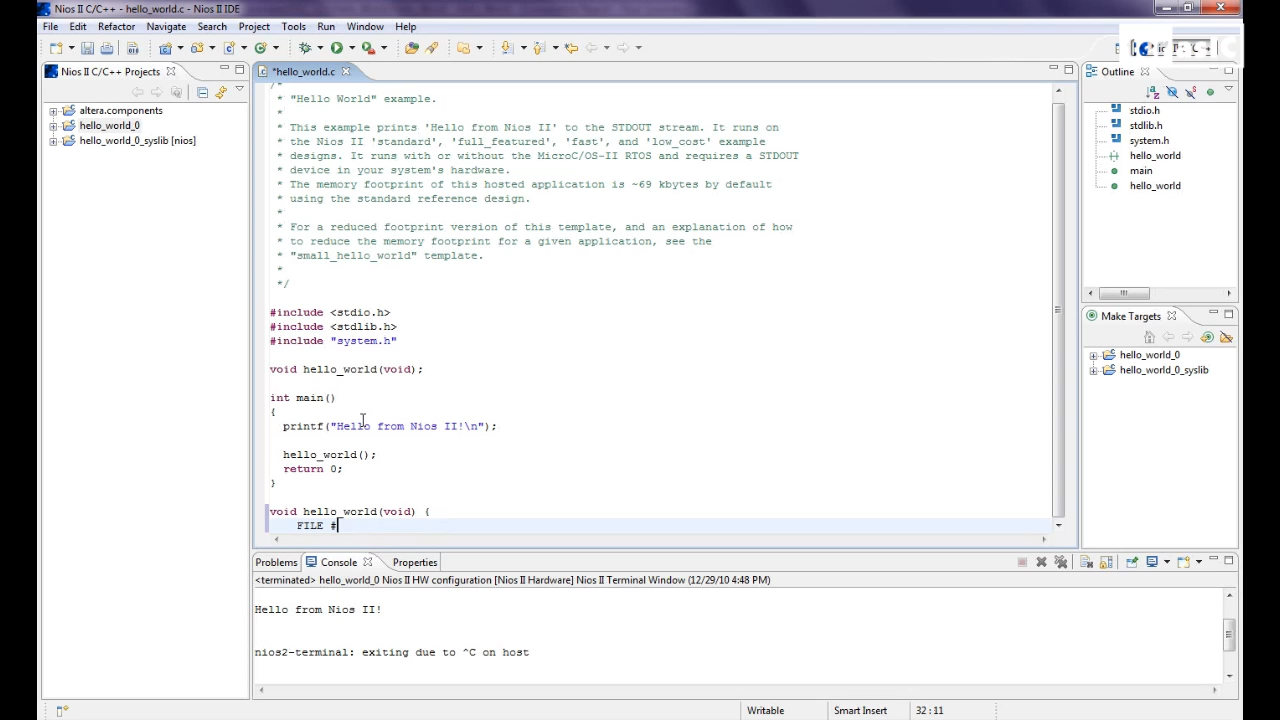 Nios II C/C++ - hello_world.c - Nios II IDE
File Edit Refactor Navigate Search Project Tools Run Window Help
Nios II C/C++ Projects
altera.components
hello_world_0
hello_world_0_syslib [nios]
*hello_world.c
/*
* "Hello World" example.
*
* This example prints 'Hello from Nios II' to the STDOUT stream. It runs on
* the Nios II 'standard', 'full_featured', 'fast', and 'low_cost' example
* designs. It runs with or without the MicroC/OS-II RTOS and requires a STDOUT
* device in your system's hardware.
* The memory footprint of this hosted application is ~69 kbytes by default
* using the standard reference design.
*
* For a reduced footprint version of this template, and an explanation of how
* to reduce the memory footprint for a given application, see the
* "small_hello_world" template.
*
*/
#include <stdio.h>
#include <stdlib.h>
#include "system.h"
void hello_world(void);
int main()
{
printf("Hello from Nios II!\n");
hello_world();
return 0;
}
void hello_world(void) {
FILE #
Outline
stdio.h
stdlib.h
system.h
hello_world
main
hello_world
Make Targets
hello_world_0
hello_world_0_syslib
Problems Console Properties
<terminated> hello_world_0 Nios II HW configuration [Nios II Hardware] Nios II Terminal Window (12/29/10 4:48 PM)
Hello from Nios II!
nios2-terminal: exiting due to ^C on host
Writable Smart Insert 32 : 11